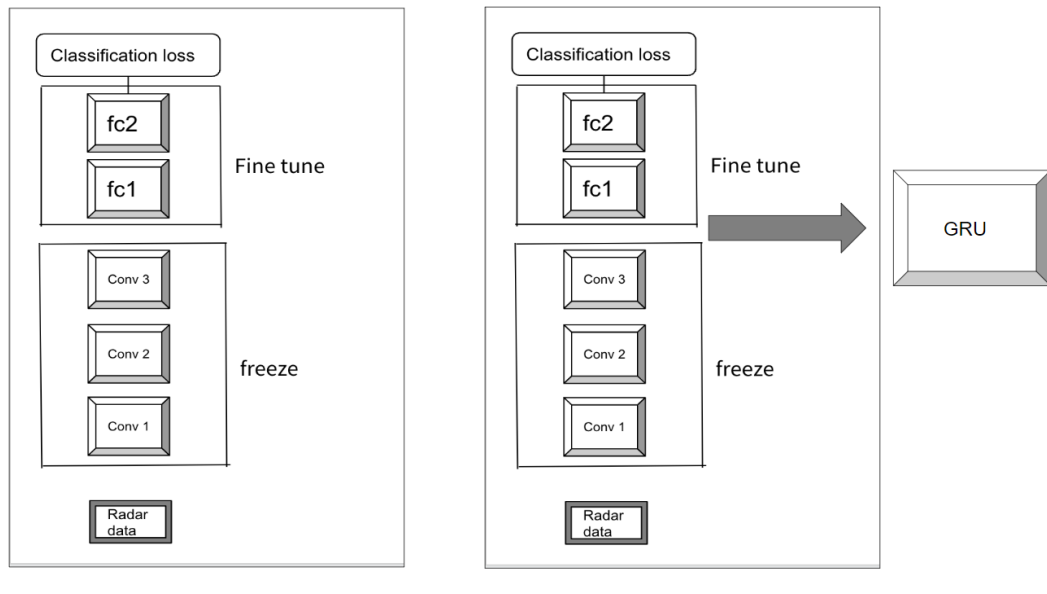 Classification loss
fc2
fc1
Fine tune
Conv 3
Conv 2
freeze
Conv 1
Radar
data
Classification loss
fc2
fc1
Fine tune
Conv 3
Conv 2
freeze
Conv 1
Radar
data
GRU